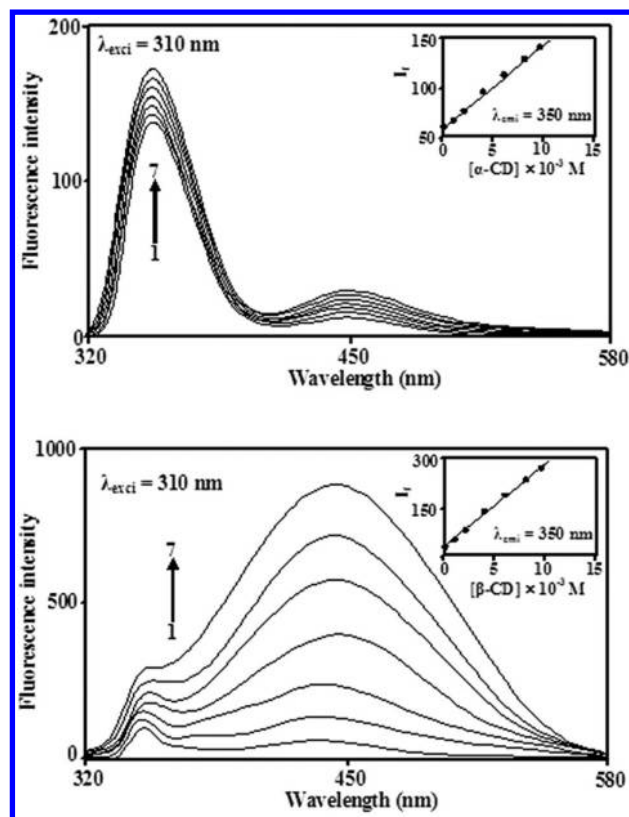 200
λexci = 310 nm
Fluorescence intensity
100
0
7
1
320
450
580
Wavelength (nm)
150
100
50
If
λemi = 350 nm
0
5
10
15
[α-CD] × 10⁻³ M
1000
λexci = 310 nm
Fluorescence intensity
500
0
7
1
320
450
580
Wavelength (nm)
300
150
0
If
λemi = 350 nm
0
5
10
15
[β-CD] × 10⁻³ M